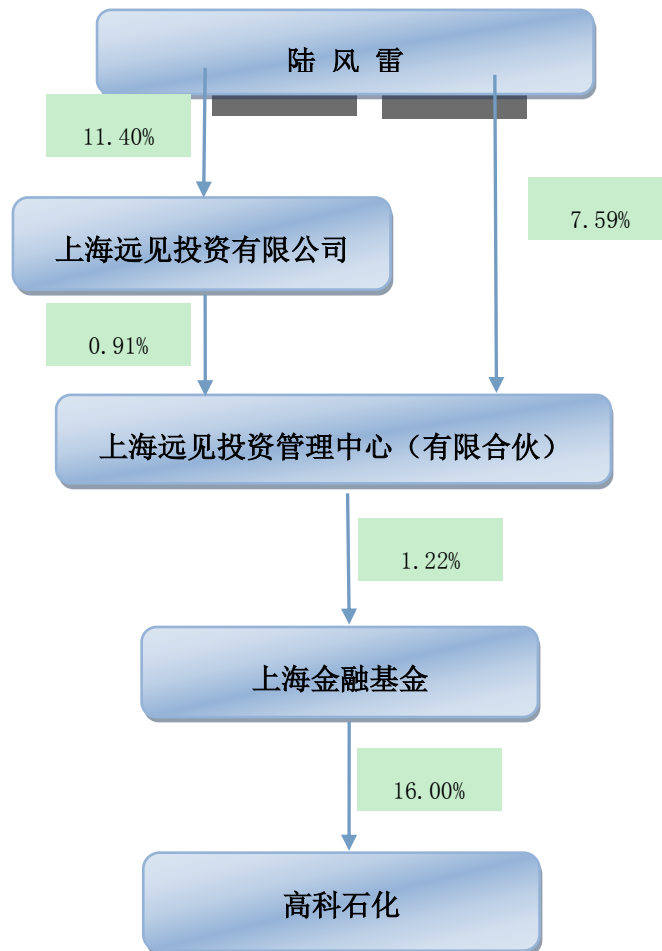 陆 风 雷
11.40%
7.59%
上海远见投资有限公司
0.91%
上海远见投资管理中心（有限合伙）
1.22%
上海金融基金
16.00%
高科石化